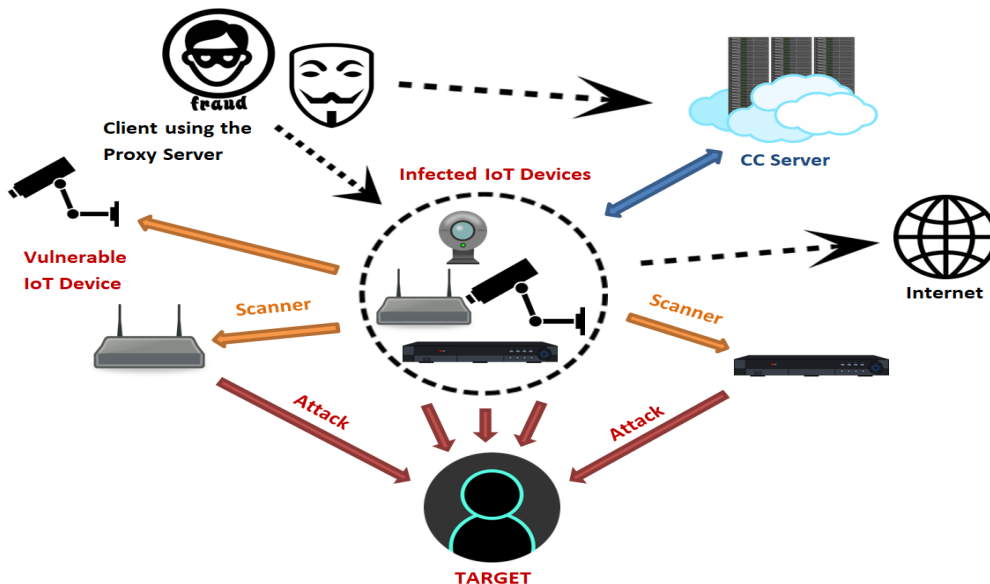 fraud
Client using the
Proxy Server
CC Server
Infected IoT Devices
Vulnerable
IoT Device
Scanner
Scanner
Internet
Attack
Attack
TARGET